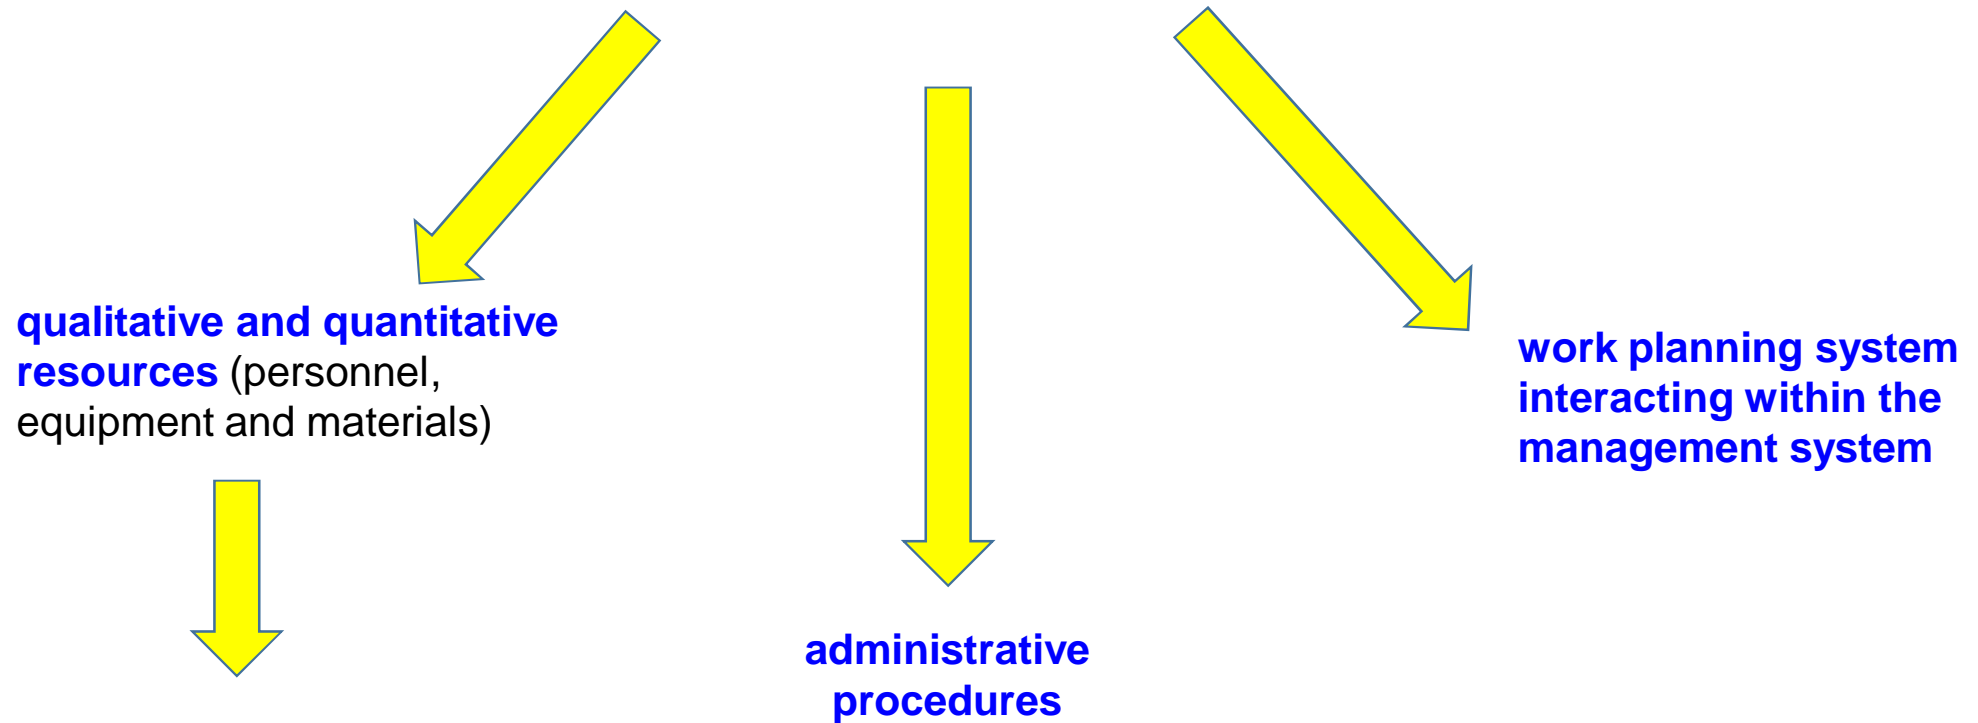 qualitative and quantitative
resources (personnel,
equipment and materials)
work planning system
interacting within the
management system
administrative
procedures